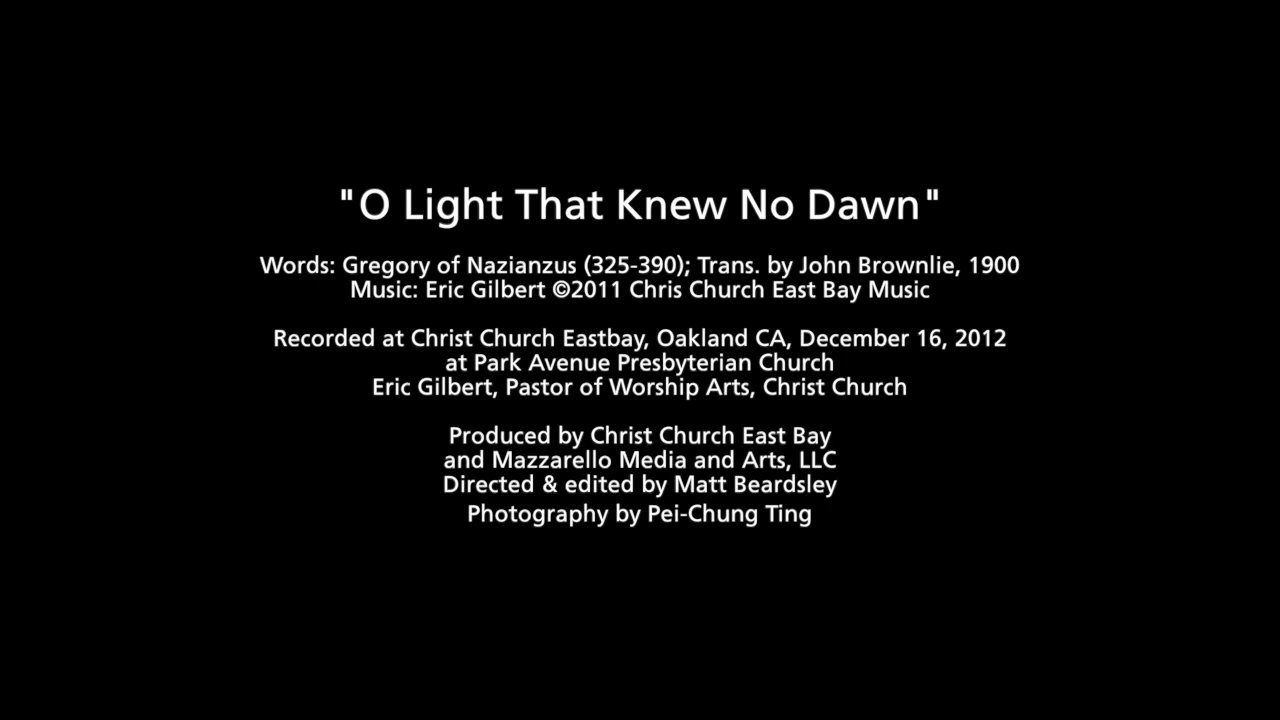 "O Light That Knew No Dawn"
Words: Gregory of Nazianzus (325-390); Trans. by John Brownlie, 1900
Music: Eric Gilbert ©2011 Chris Church East Bay Music
Recorded at Christ Church Eastbay, Oakland CA, December 16, 2012
at Park Avenue Presbyterian Church
Eric Gilbert, Pastor of Worship Arts, Christ Church
Produced by Christ Church East Bay
and Mazzarello Media and Arts, LLC
Directed & edited by Matt Beardsley
Photography by Pei-Chung Ting